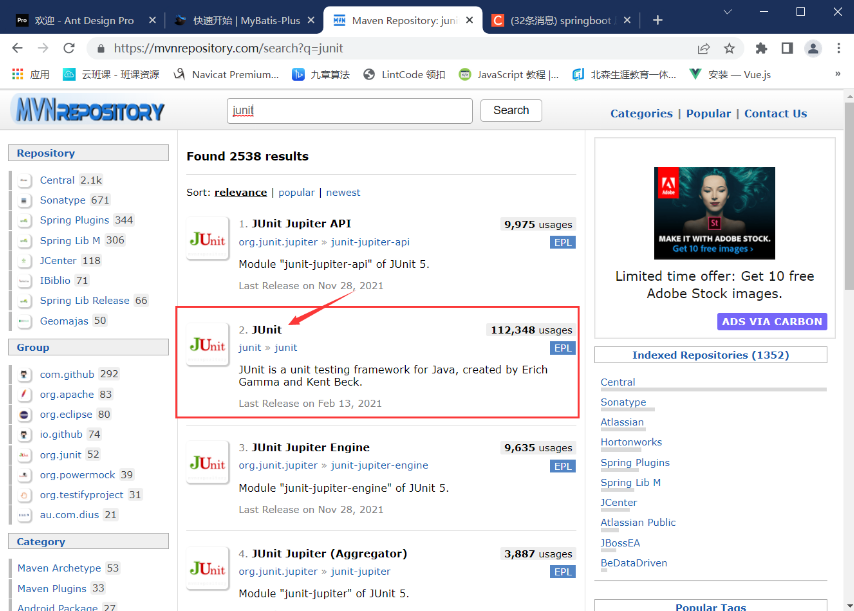 欢迎 - Ant Design Pro
快速开始 | MyBatis-Plus
Maven Repository: juni
(32条消息) springboot
https://mvnrepository.com/search?q=junit
应用
云班课 - 班课资源
Navicat Premium...
九章算法
LintCode 领扣
JavaScript 教程 |...
北森生涯教育一体...
安装 — Vue.js
»
MVNREPOSITORY
junit
Search
Categories | Popular | Contact Us
Repository
Central 2.1k
Sonatype 671
Spring Plugins 344
Spring Lib M 306
JCenter 118
IBiblio 71
Spring Lib Release 66
Geomajas 50
Group
com.github 292
org.apache 83
org.eclipse 80
io.github 74
org.junit 52
org.powermock 39
org.testifyproject 31
au.com.dius 21
Category
Maven Archetype 53
Maven Plugins 33
Android Package 27
Found 2538 results
Sort: relevance | popular | newest
JUnit
1. JUnit Jupiter API
9,975 usages
org.junit.jupiter » junit-jupiter-api
EPL
Module "junit-jupiter-api" of JUnit 5.
Last Release on Nov 28, 2021
JUnit
2. JUnit
112,348 usages
junit » junit
EPL
JUnit is a unit testing framework for Java, created by Erich
Gamma and Kent Beck.
Last Release on Feb 13, 2021
JUnit
3. JUnit Jupiter Engine
9,635 usages
org.junit.jupiter » junit-jupiter-engine
EPL
Module "junit-jupiter-engine" of JUnit 5.
Last Release on Nov 28, 2021
JUnit
4. JUnit Jupiter (Aggregator)
3,887 usages
org.junit.jupiter » junit-jupiter
EPL
Module "junit-jupiter" of JUnit 5.
Adobe
St
MAKE IT WITH ADOBE STOCK.
Get 10 free images ›
Limited time offer: Get 10 free
Adobe Stock images.
ADS VIA CARBON
Indexed Repositories (1352)
Central
Sonatype
Atlassian
Hortonworks
Spring Plugins
Spring Lib M
JCenter
Atlassian Public
JBossEA
BeDataDriven
Popular Tags